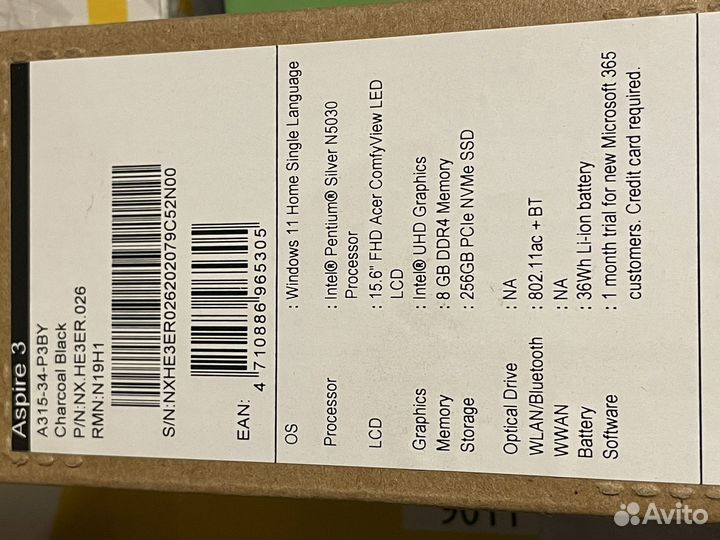 Aspire 3
A315-34-P3BY
Charcoal Black
P/N:NX.HE3ER.026
RMN:N19H1
S/N:NXHE3ER026202079C52N00
EAN:
4 710886 965305
OS : Windows 11 Home Single Language
Processor : Intel® Pentium® Silver N5030
Processor
LCD : 15.6" FHD Acer ComfyView LED
LCD
Graphics : Intel® UHD Graphics
Memory : 8 GB DDR4 Memory
Storage : 256GB PCIe NVMe SSD
Optical Drive : NA
WLAN/Bluetooth : 802.11ac +BT
WWAN : NA
Battery : 36Wh Li-ion battery
Software : 1 month trial for new Microsoft 365
customers. Credit card required.
Avito